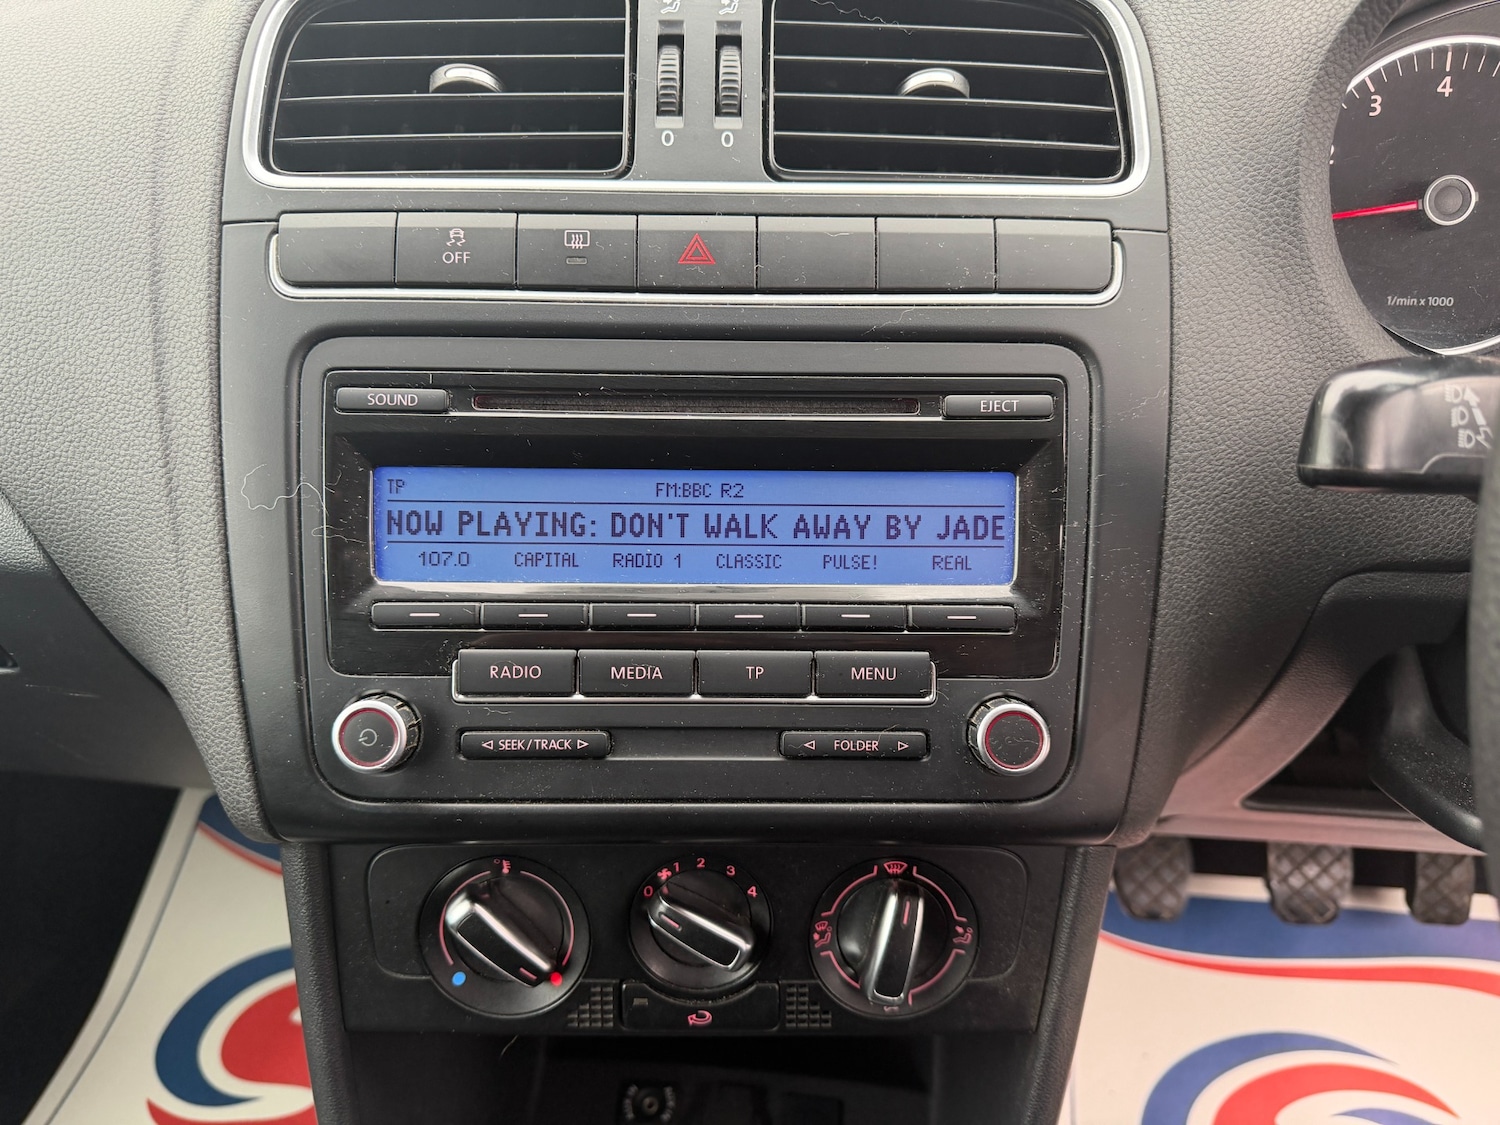 0 0
3 4
2
1/min x 1000
OFF
SOUND EJECT
TP FM:BBC R2
NOW PLAYING: DON'T WALK AWAY BY JADE
107.0 CAPITAL RADIO 1 CLASSIC PULSE! REAL
RADIO MEDIA TP MENU
SEEK/TRACK FOLDER
0 1 2 3 4